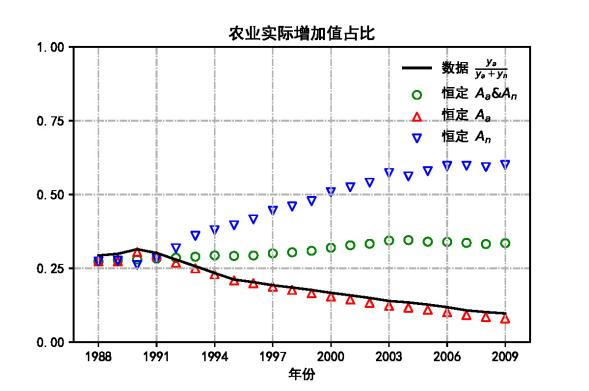 农业实际增加值占比
1.00
0.75
0.50
0.25
0.00
数据 yₐ/(yₐ+yₙ)
恒定 Aₐ&Aₙ
恒定 Aₐ
恒定 Aₙ
1988 1991 1994 1997 2000 2003 2006 2009
年份